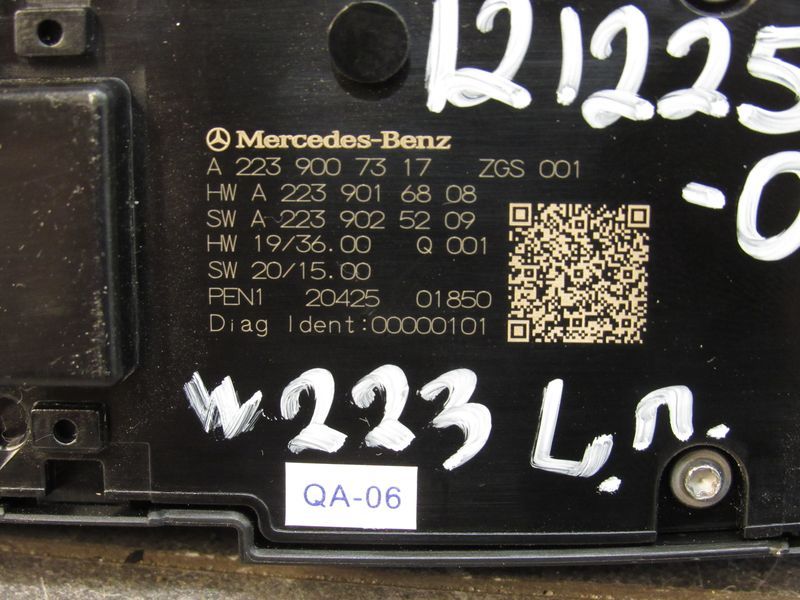 121225
-0
Mercedes-Benz
A 223 900 73 17 ZGS 001
HW A 223 901 68 08
SW A 223 902 52 09
HW 19/36.00 Q 001
SW 20/15.00
PEN1 20425 01850
Diag Ident:00000101
W223 L.п.
QA-06